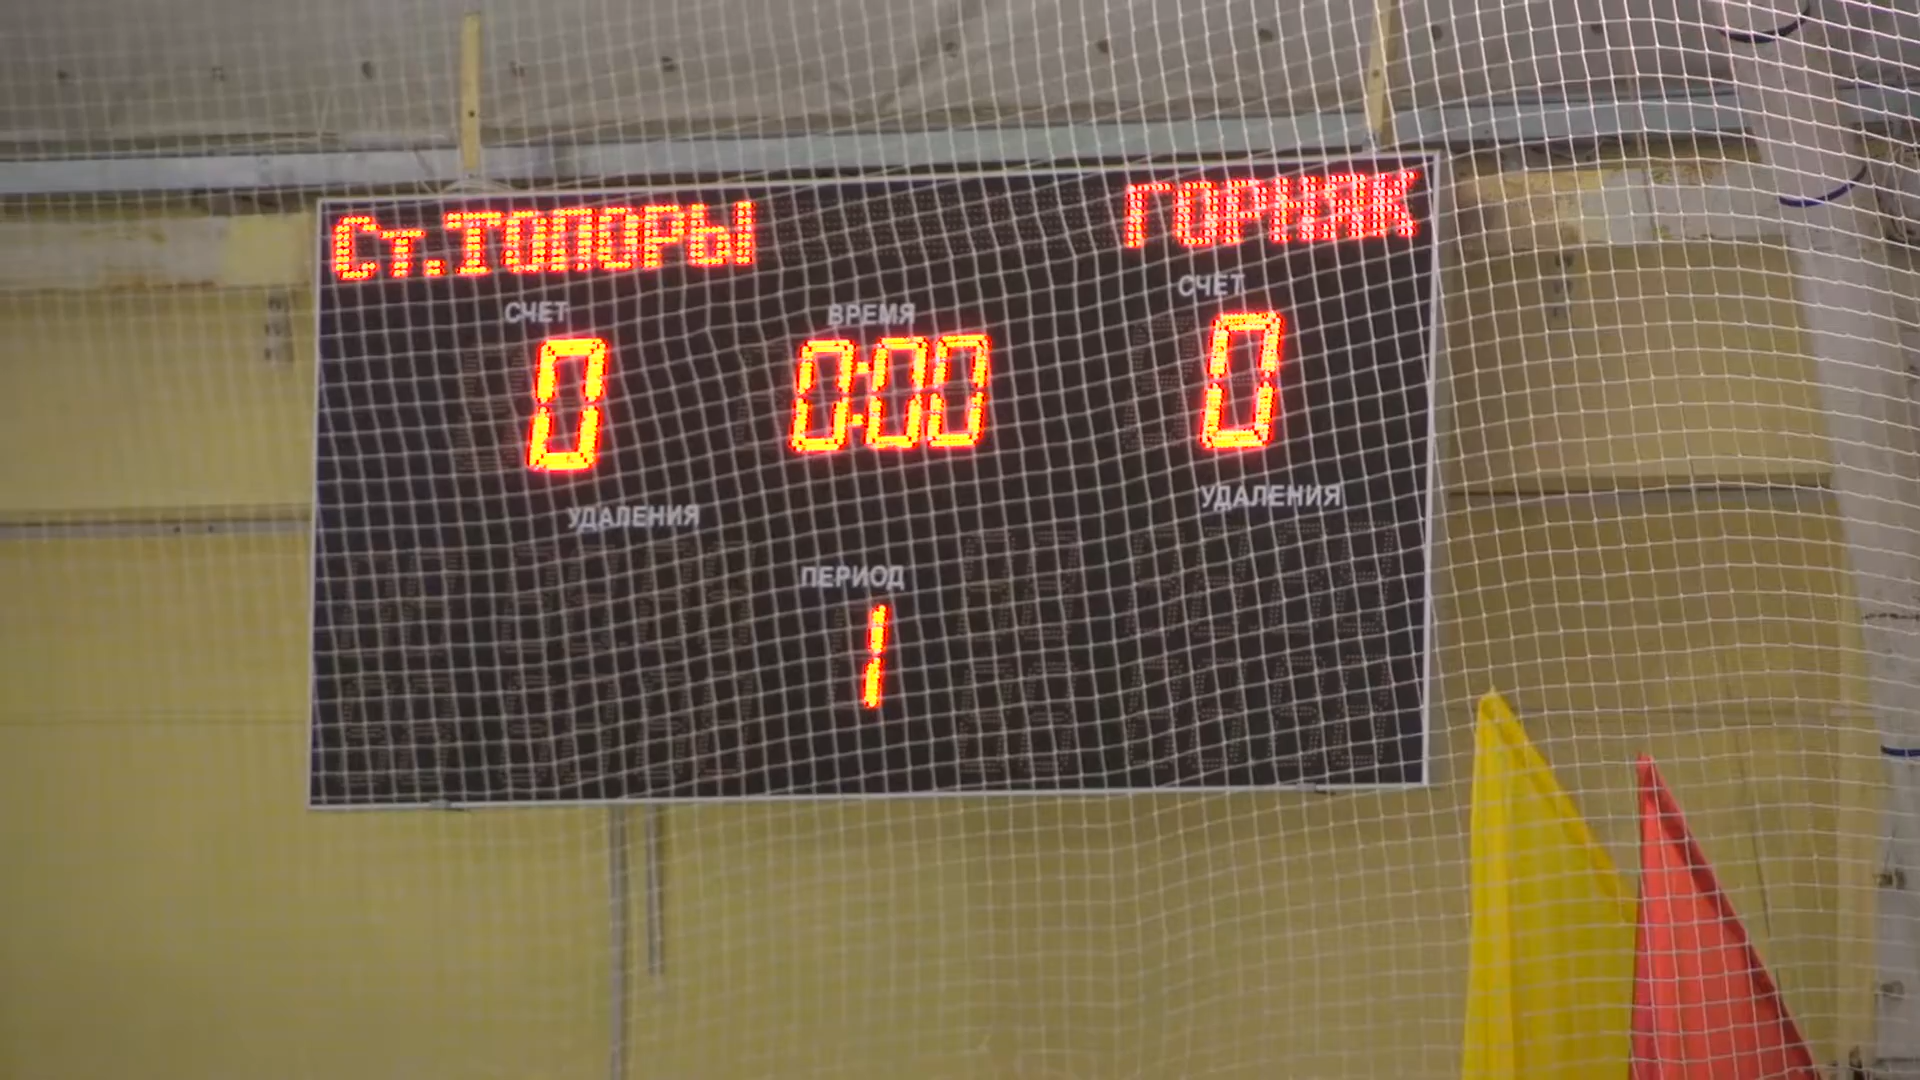 Ст.ТОПОРЫ ГОРНЯК
СЧЕТ ВРЕМЯ СЧЕТ
0 0:00 0
УДАЛЕНИЯ УДАЛЕНИЯ
ПЕРИОД
1